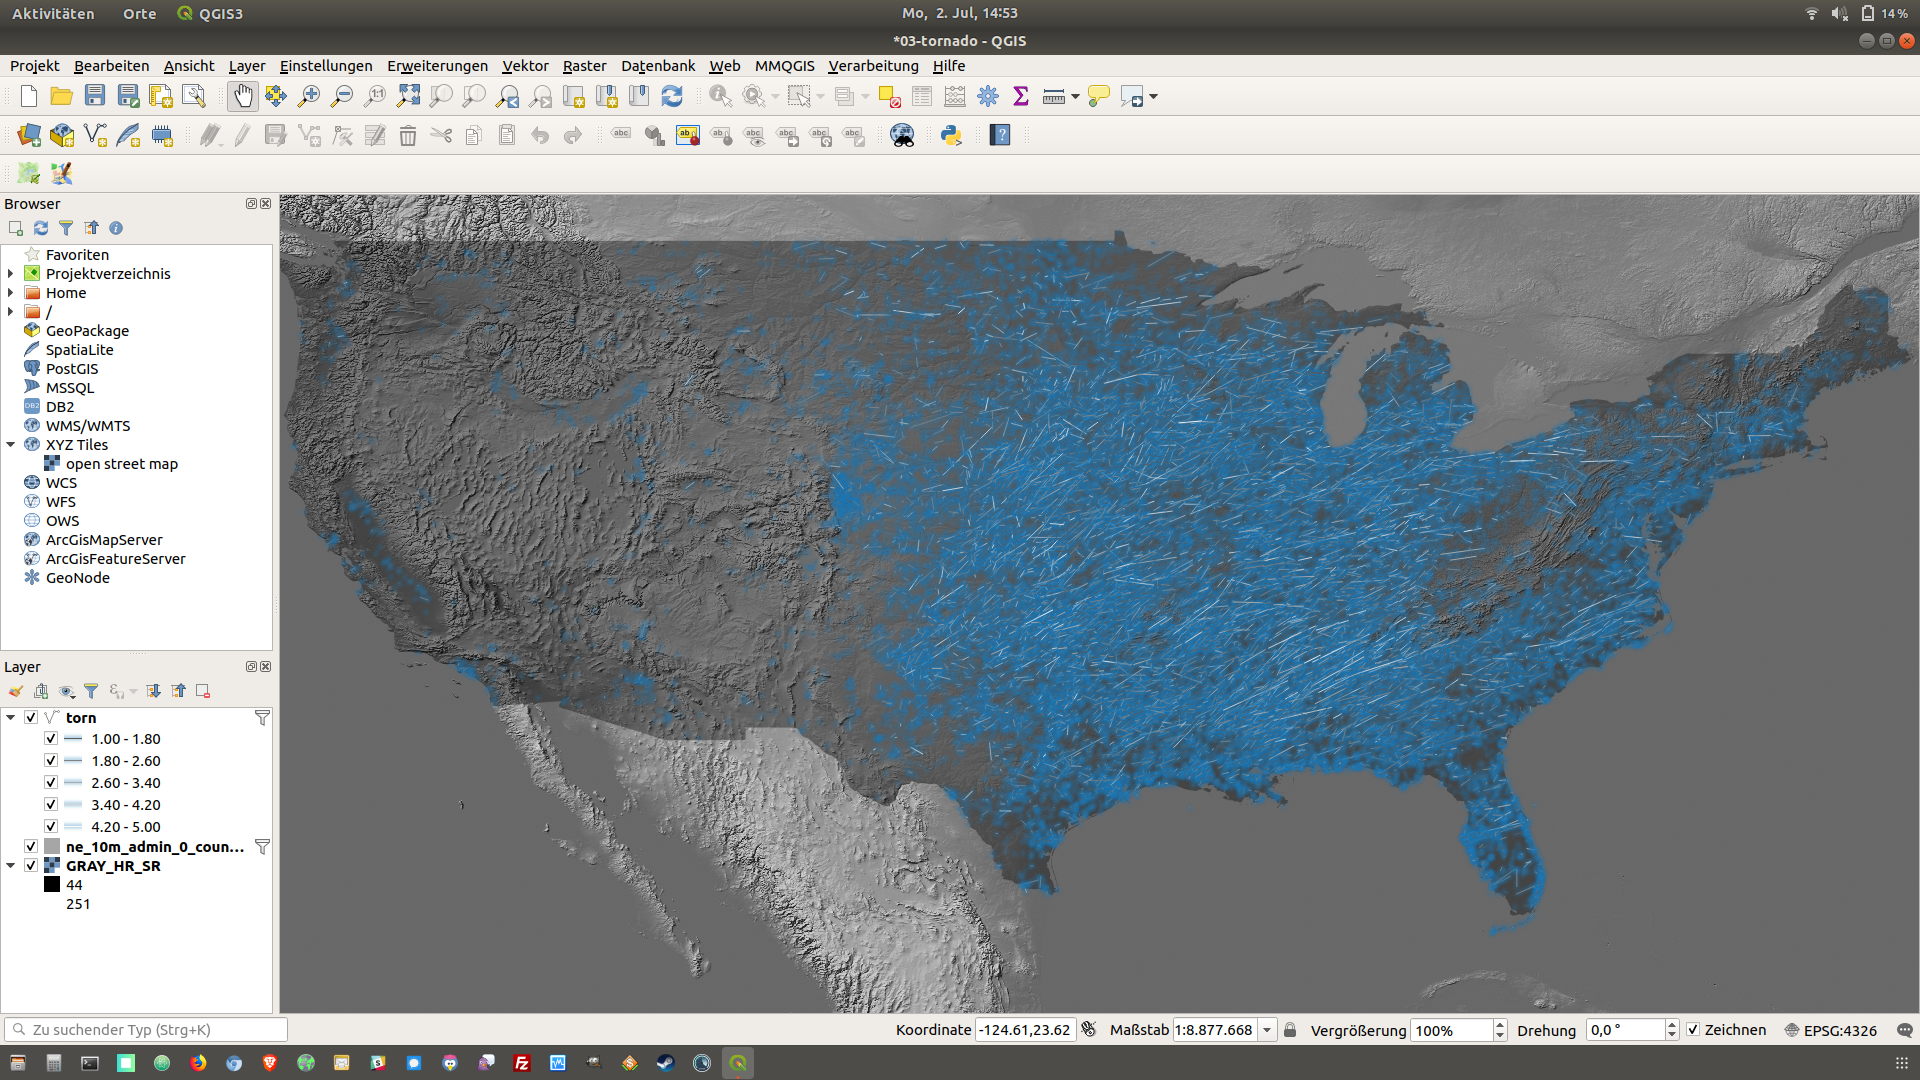 Aktivitäten Orte QGIS3 Mo, 2. Jul, 14:53 14 %
*03-tornado - QGIS
Projekt Bearbeiten Ansicht Layer Einstellungen Erweiterungen Vektor Raster Datenbank Web MMQGIS Verarbeitung Hilfe
Browser
Favoriten
Projektverzeichnis
Home
/
GeoPackage
SpatiaLite
PostGIS
MSSQL
DB2
WMS/WMTS
XYZ Tiles
open street map
WCS
WFS
OWS
ArcGisMapServer
ArcGisFeatureServer
GeoNode
Layer
torn
1.00 - 1.80
1.80 - 2.60
2.60 - 3.40
3.40 - 4.20
4.20 - 5.00
ne_10m_admin_0_coun...
GRAY_HR_SR
44
251
Zu suchender Typ (Strg+K) Koordinate -124.61,23.62 Maßstab 1:8.877.668 Vergrößerung 100% Drehung 0,0 ° Zeichnen EPSG:4326